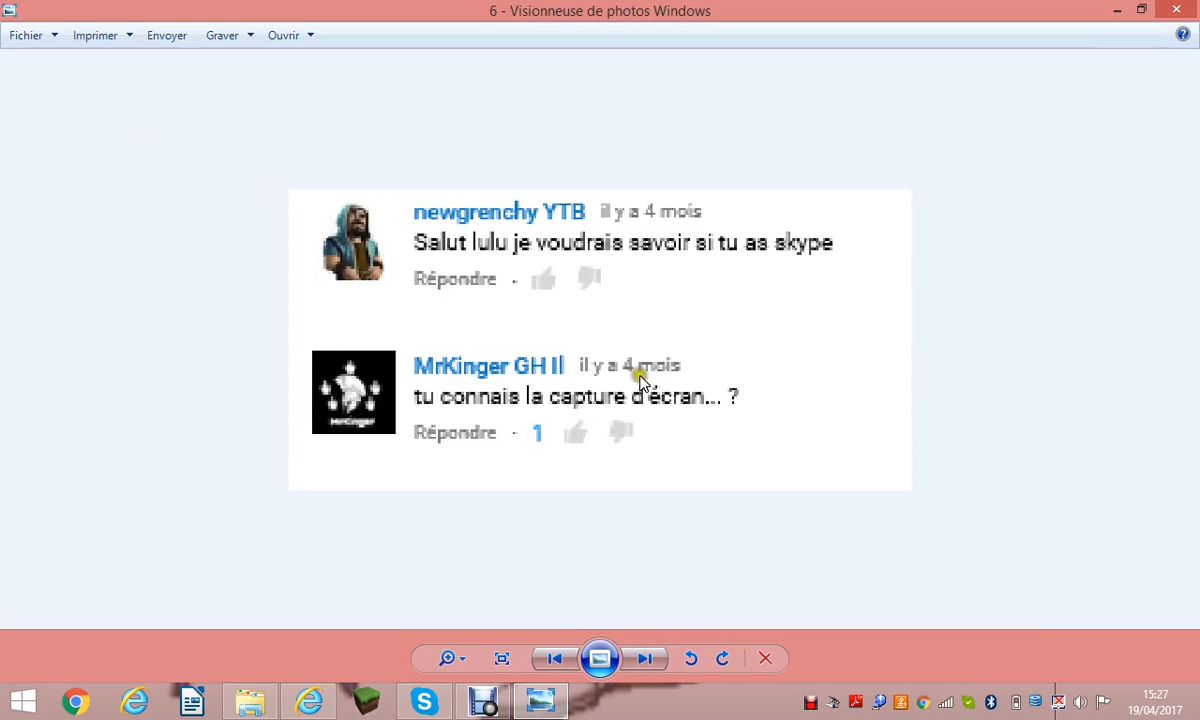 6 - Visionneuse de photos Windows
Fichier Imprimer Envoyer Graver Ouvrir
newgrenchy YTB il y a 4 mois
Salut lulu je voudrais savoir si tu as skype
Répondre
MrKinger GH II il y a 4 mois
tu connais la capture d'écran... ?
MrKinger
Répondre · 1
15:27
19/04/2017